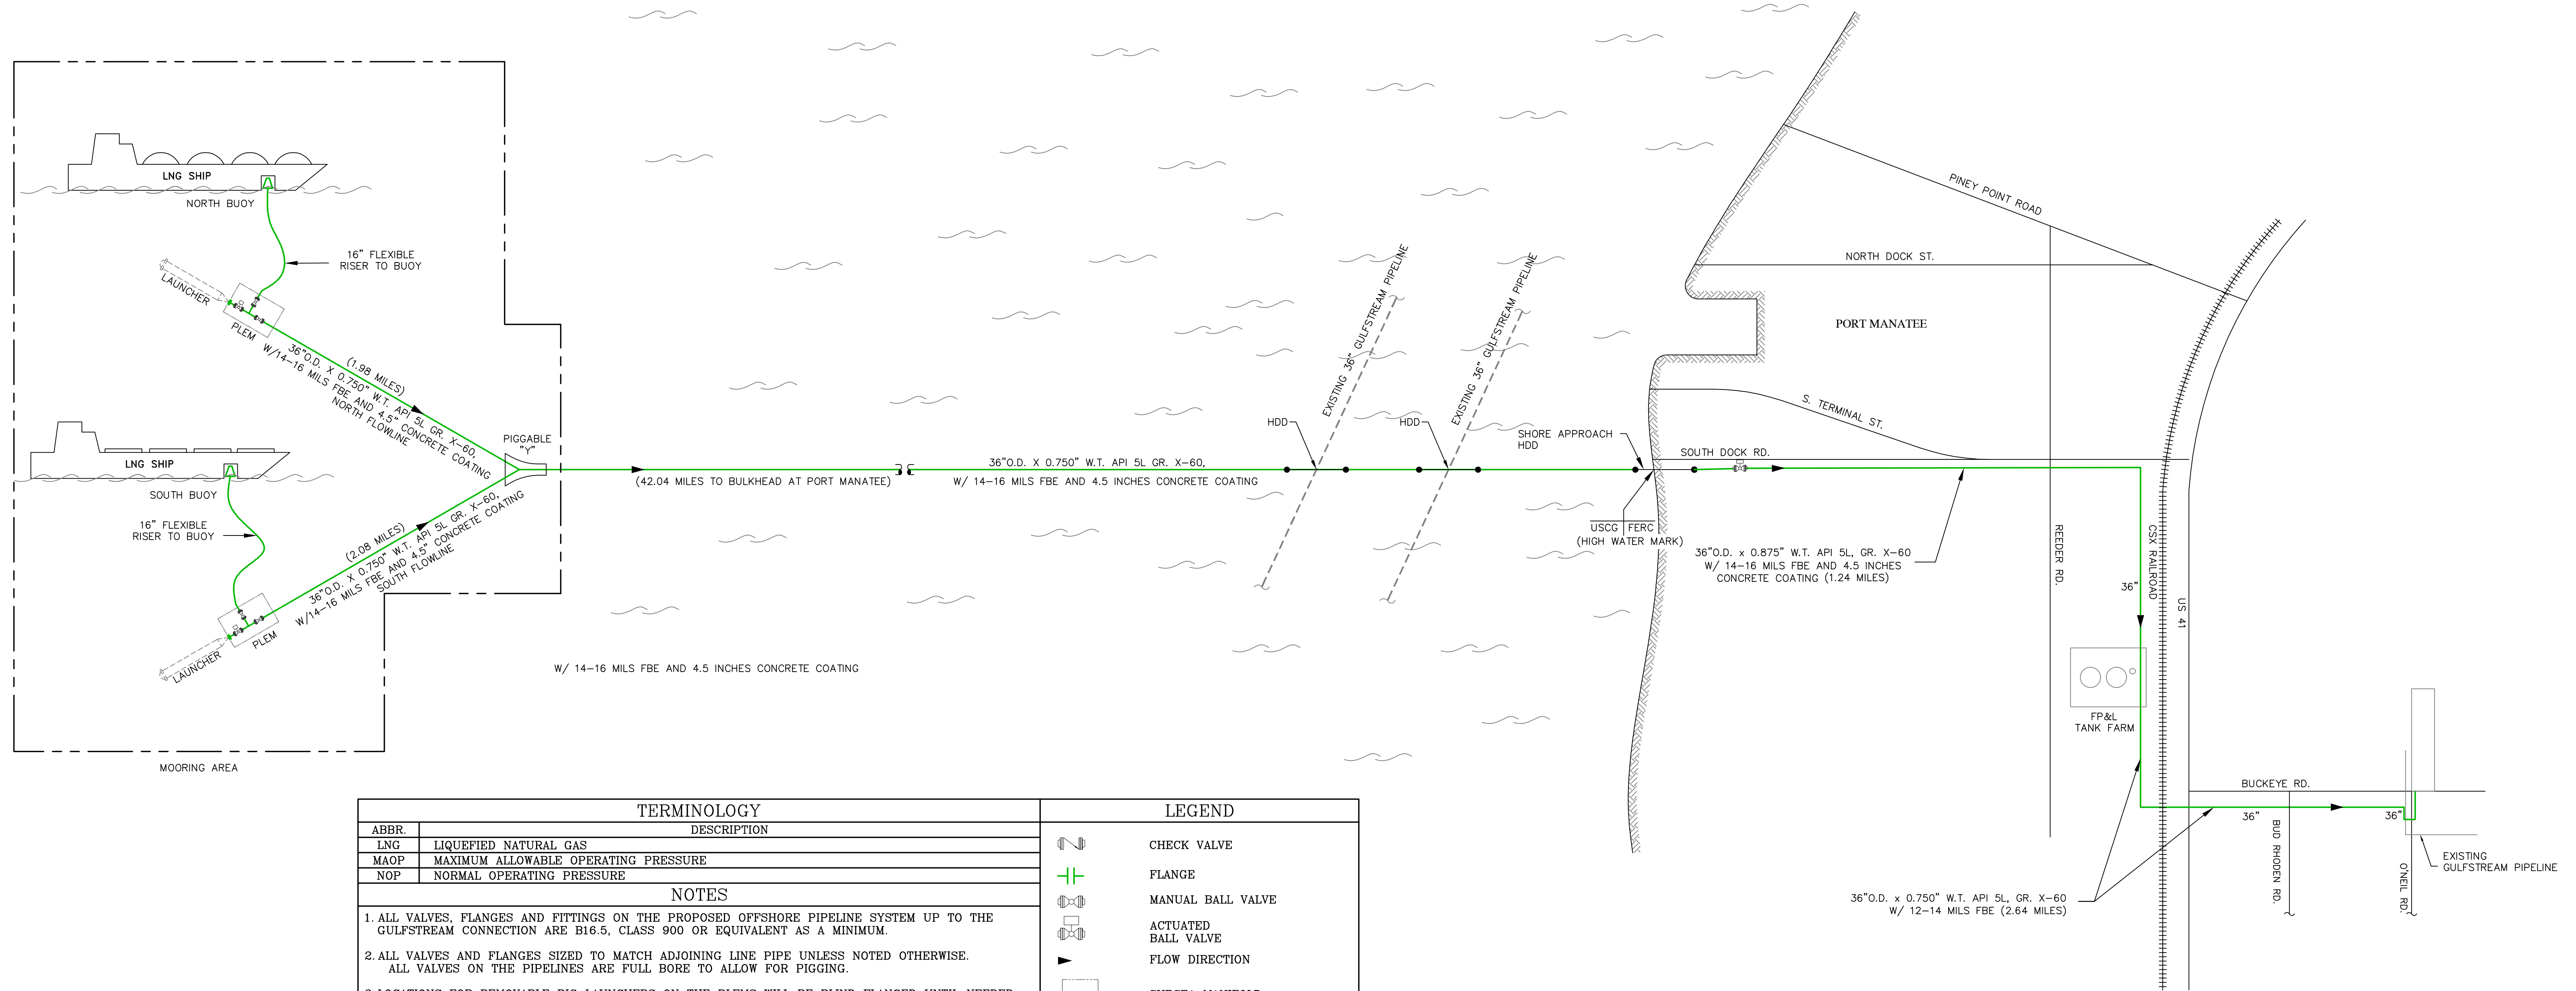 LNG SHIP
NORTH BUOY
16" FLEXIBLE
RISER TO BUOY
LAUNCHER
PLEM
(1.98 MILES)
36"O.D. X 0.750" W.T. API 5L GR. X-60,
W/14-16 MILS FBE AND 4.5" CONCRETE COATING
NORTH FLOWLINE
LNG SHIP
SOUTH BUOY
16" FLEXIBLE
RISER TO BUOY
PIGGABLE
"Y"
(2.08 MILES)
36"O.D. X 0.750" W.T. API 5L GR. X-60,
W/14-16 MILS FBE AND 4.5" CONCRETE COATING
SOUTH FLOWLINE
PLEM
LAUNCHER
MOORING AREA
(42.04 MILES TO BULKHEAD AT PORT MANATEE)
36"O.D. X 0.750" W.T. API 5L GR. X-60,
W/ 14-16 MILS FBE AND 4.5 INCHES CONCRETE COATING
W/ 14-16 MILS FBE AND 4.5 INCHES CONCRETE COATING
EXISTING 36" GULFSTREAM PIPELINE
EXISTING 36" GULFSTREAM PIPELINE
HDD
HDD
SHORE APPROACH
HDD
USCG FERC
(HIGH WATER MARK)
PINEY POINT ROAD
NORTH DOCK ST.
PORT MANATEE
S. TERMINAL ST.
SOUTH DOCK RD.
36"O.D. x 0.875" W.T. API 5L, GR. X-60
W/ 14-16 MILS FBE AND 4.5 INCHES
CONCRETE COATING (1.24 MILES)
REEDER RD.
CSX RAILROAD
36"
US 41
FP&L
TANK FARM
BUCKEYE RD.
36"
36"
BUD RHODEN RD.
O'NEIL RD.
EXISTING
GULFSTREAM PIPELINE
36"O.D. x 0.750" W.T. API 5L, GR. X-60
W/ 12-14 MILS FBE (2.64 MILES)
TERMINOLOGY
ABBR. DESCRIPTION
LNG LIQUEFIED NATURAL GAS
MAOP MAXIMUM ALLOWABLE OPERATING PRESSURE
NOP NORMAL OPERATING PRESSURE
NOTES
1. ALL VALVES, FLANGES AND FITTINGS ON THE PROPOSED OFFSHORE PIPELINE SYSTEM UP TO THE
GULFSTREAM CONNECTION ARE B16.5, CLASS 900 OR EQUIVALENT AS A MINIMUM.
2. ALL VALVES AND FLANGES SIZED TO MATCH ADJOINING LINE PIPE UNLESS NOTED OTHERWISE.
ALL VALVES ON THE PIPELINES ARE FULL BORE TO ALLOW FOR PIGGING.
LEGEND
CHECK VALVE
FLANGE
MANUAL BALL VALVE
ACTUATED
BALL VALVE
FLOW DIRECTION